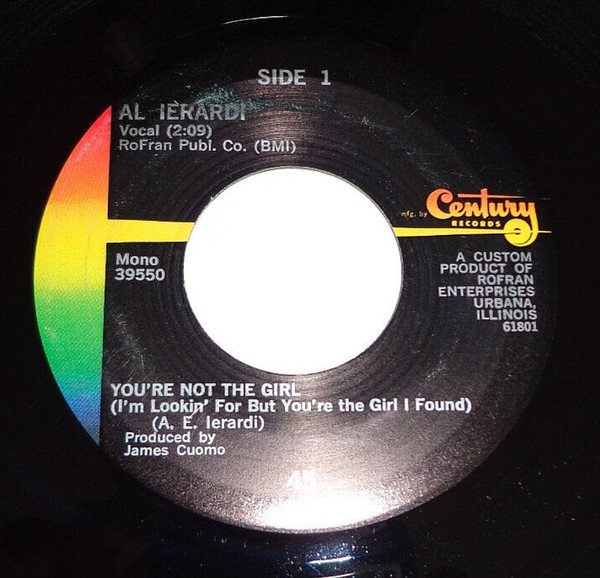 SIDE 1
AL IERARDI
Vocal (2:09)
RoFran Publ. Co. (BMI)
mfg. by Century
RECORDS
Mono
39550
A CUSTOM
PRODUCT OF
ROFRAN
ENTERPRISES
URBANA,
ILLINOIS
61801
YOU'RE NOT THE GIRL
(I'm Lookin' For But You're the Girl I Found)
(A. E. Ierardi)
Produced by
James Cuomo
45